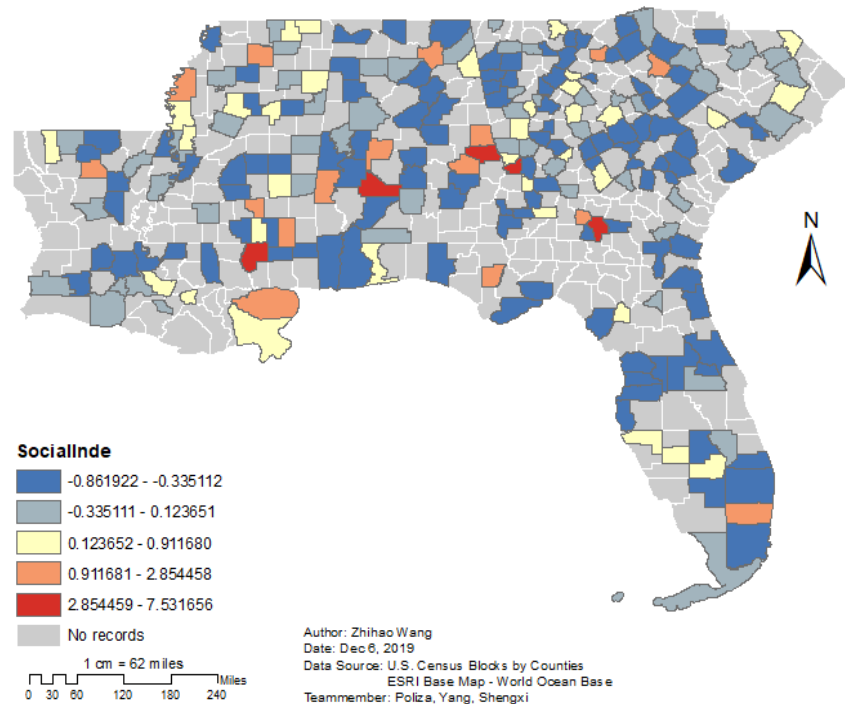 N
SocialInde
-0.861922 - -0.335112
-0.335111 - 0.123651
0.123652 - 0.911680
0.911681 - 2.854458
2.854459 - 7.531656
No records
1 cm = 62 miles
Miles
0 30 60 120 180 240
Author: Zhihao Wang
Date: Dec 6, 2019
Data Source: U.S. Census Blocks by Counties
ESRI Base Map - World Ocean Base
Teammember: Poliza, Yang, Shengxi